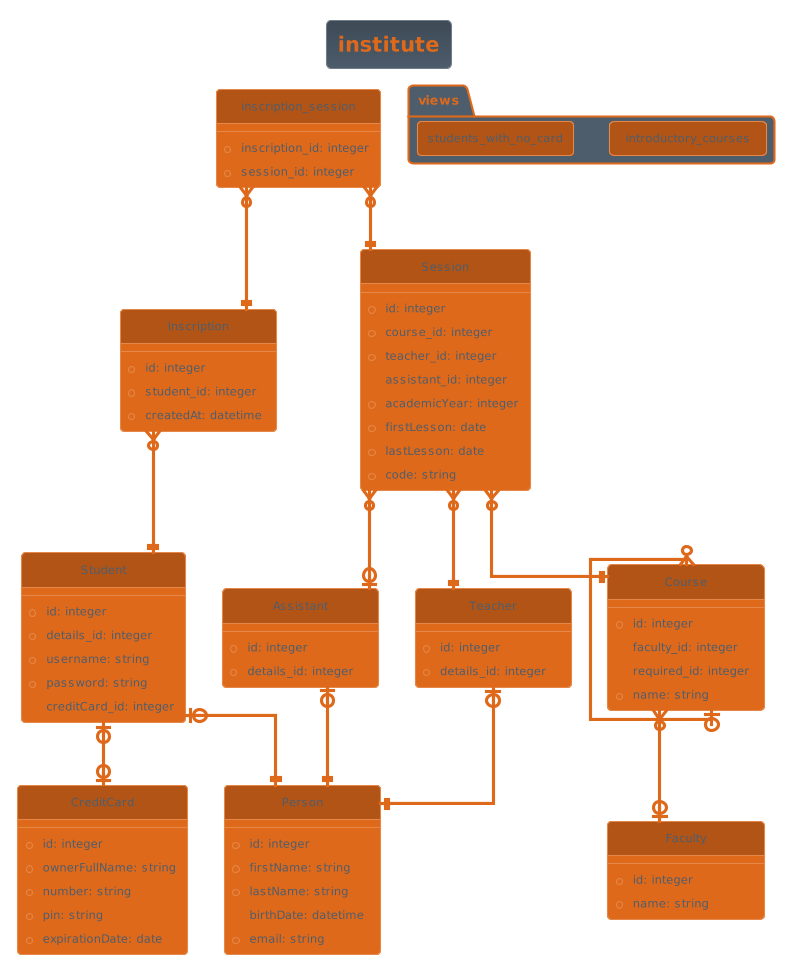 institute
inscription_session
inscription_id: integer
session_id: integer
views
students_with_no_card
introductory_courses
Session
id: integer
course_id: integer
teacher_id: integer
assistant_id: integer
academicYear: integer
firstLesson: date
lastLesson: date
code: string
Inscription
id: integer
student_id: integer
createdAt: datetime
Student
id: integer
details_id: integer
username: string
password: string
creditCard_id: integer
Assistant
id: integer
details_id: integer
Teacher
id: integer
details_id: integer
Course
id: integer
faculty_id: integer
required_id: integer
name: string
CreditCard
id: integer
ownerFullName: string
number: string
pin: string
expirationDate: date
Person
id: integer
firstName: string
lastName: string
birthDate: datetime
email: string
Faculty
id: integer
name: string